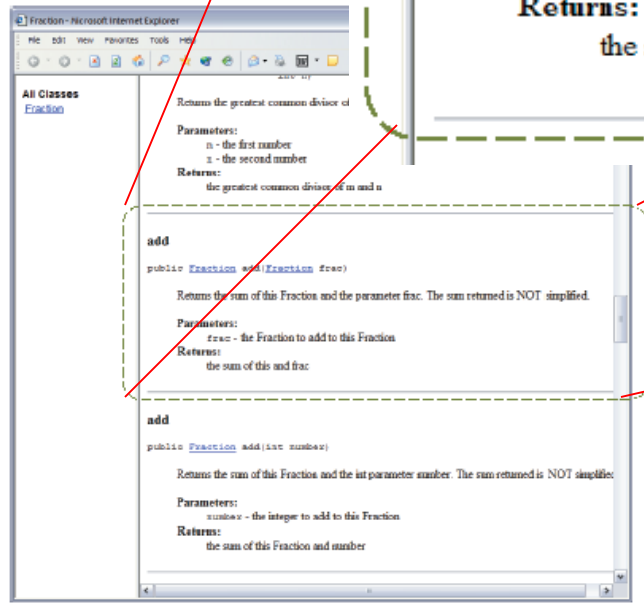 Returns:
the
Fraction - Microsoft Internet Explorer
File Edit View Favorites Tools Help
All Classes
Fraction
Returns the greatest common divisor of
Parameters:
n - the first number
the second number
Returns:
the greatest common divisor of m and n
add
public Fraction add(Fraction frac)
Returns the sum of this Fraction and the parameter frac. The sum returned is NOT simplified.
Parameters:
frac - the Fraction to add to this Fraction
Returns:
the sum of this and frac
add
public Fraction add(int number)
Returns the sum of this Fraction and the int parameter number. The sum returned is NOT simplified
Parameters:
number - the integer to add to this Fraction
Returns:
the sum of this Fraction and number